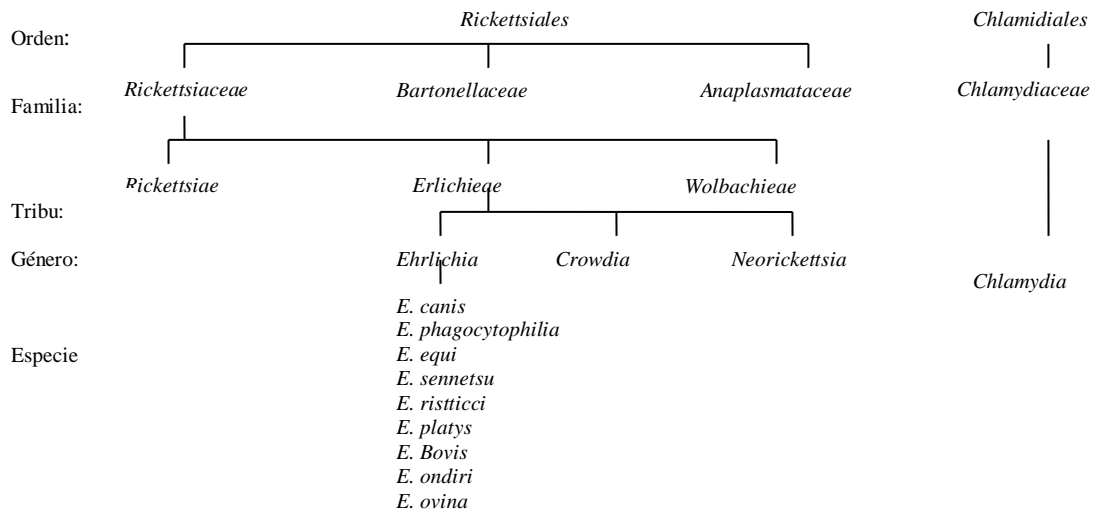 Orden: Rickettsiales Chlamidiales
Familia: Rickettsiaceae Bartonellaceae Anaplasmataceae Chlamydiaceae
Rickettsiae Erlichieae Wolbachieae
Tribu:
Género: Ehrlichia Crowdia Neorickettsia
Chlamydia
E. canis
E. phagocytophilia
Especie E. equi
E. sennetsu
E. ristticci
E. platys
E. Bovis
E. ondiri
E. ovina